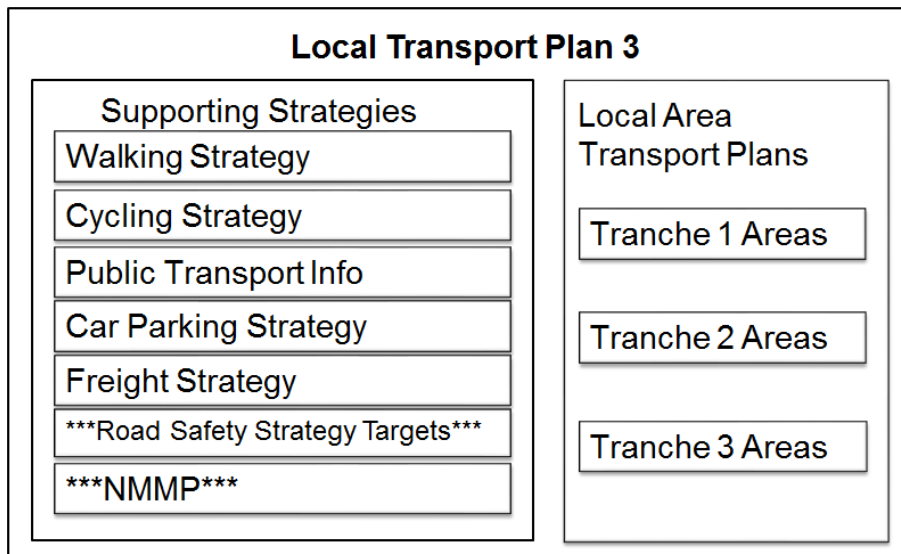 Local Transport Plan 3
Supporting Strategies
Walking Strategy
Cycling Strategy
Public Transport Info
Car Parking Strategy
Freight Strategy
***Road Safety Strategy Targets***
***NMMP***
Local Area
Transport Plans
Tranche 1 Areas
Tranche 2 Areas
Tranche 3 Areas